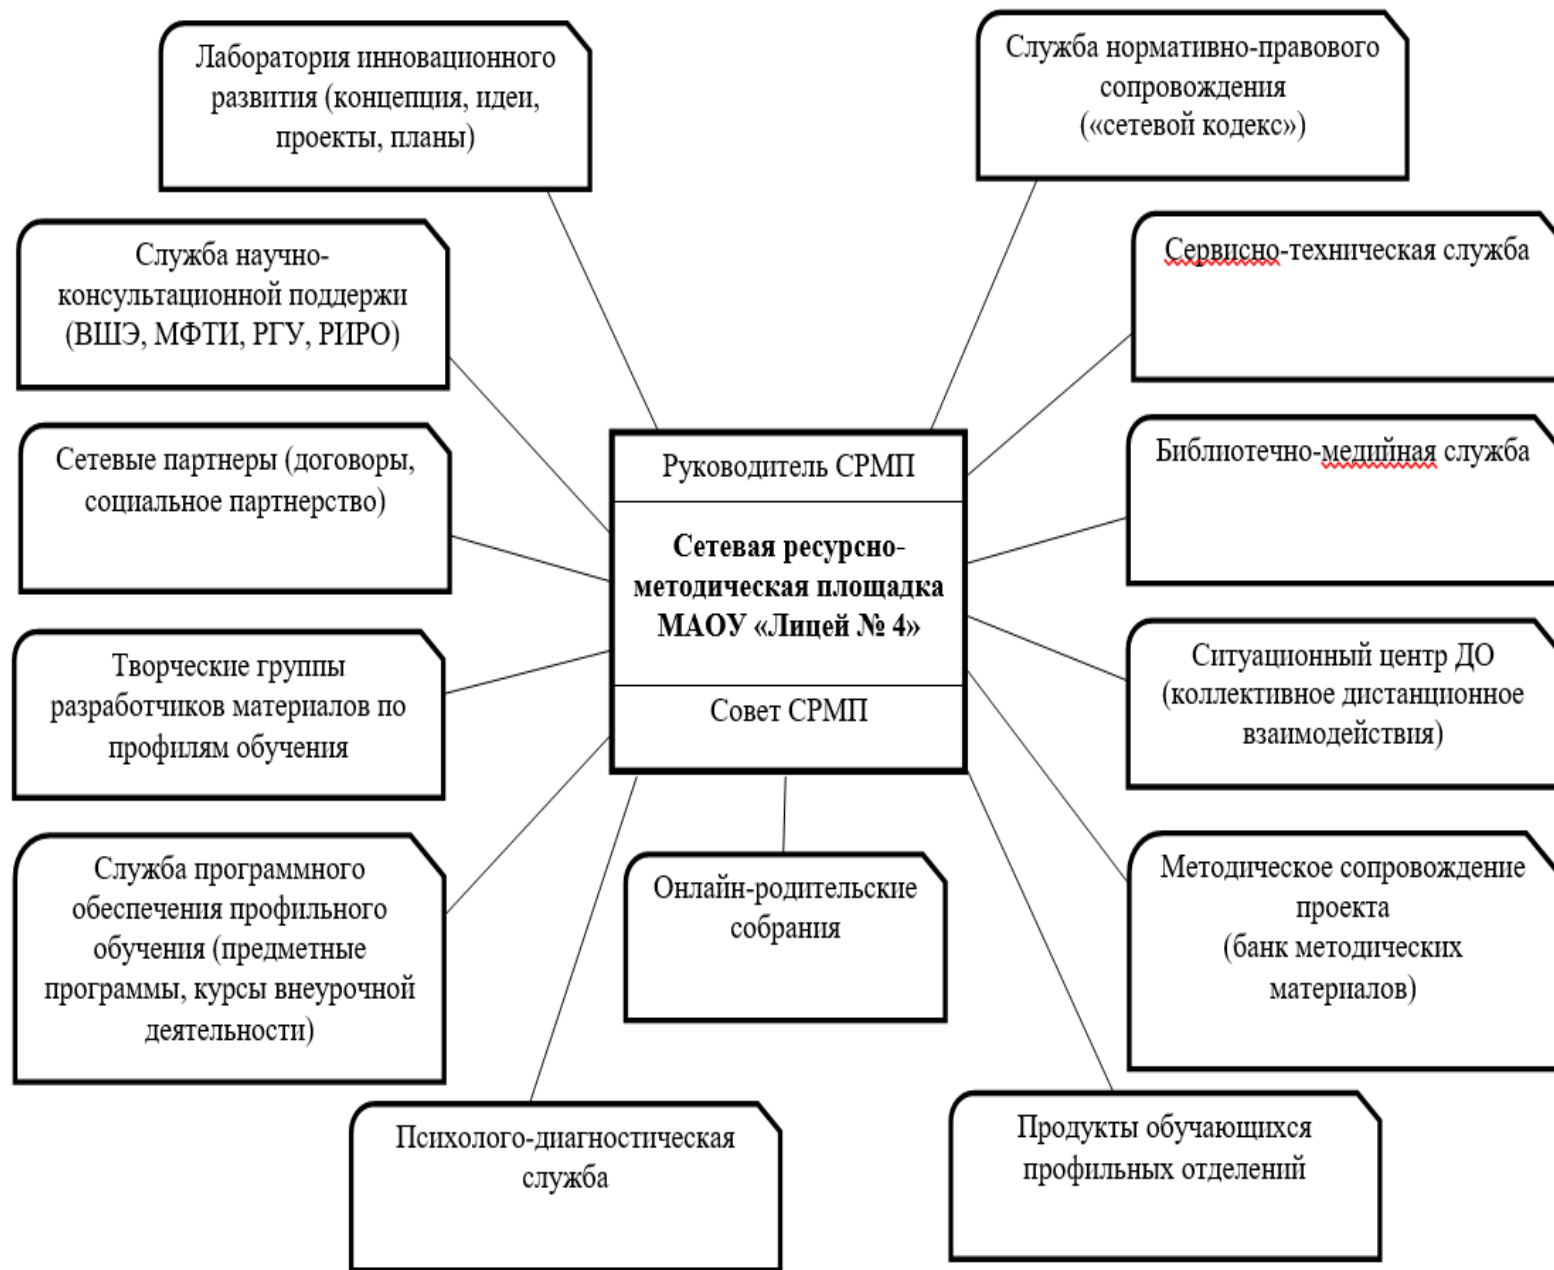 Лаборатория инновационного
развития (концепция, идеи,
проекты, планы)
Служба нормативно-правового
сопровождения
(«сетевой кодекс»)
Служба научно-
консультационной поддержи
(ВШЭ, МФТИ, РГУ, РИРО)
Сервисно-техническая служба
Сетевые партнеры (договоры,
социальное партнерство)
Библиотечно-медийная служба
Руководитель СРМП
Сетевая ресурсно-
методическая площадка
МАОУ «Лицей № 4»
Совет СРМП
Творческие группы
разработчиков материалов по
профилям обучения
Ситуационный центр ДО
(коллективное дистанционное
взаимодействия)
Служба программного
обеспечения профильного
обучения (предметные
программы, курсы внеурочной
деятельности)
Онлайн-родительские
собрания
Методическое сопровождение
проекта
(банк методических
материалов)
Психолого-диагностическая
служба
Продукты обучающихся
профильных отделений